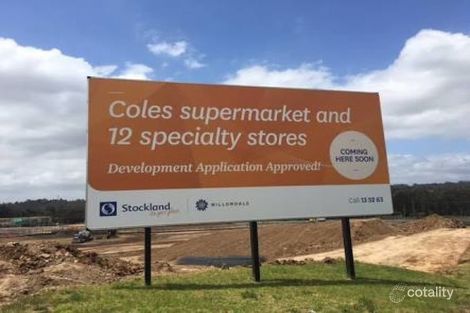 Coles supermarket and
12 specialty stores
Development Application Approved!
COMING
HERE SOON
Stockland
WILLOWDALE
Call 13 52 63
cotality